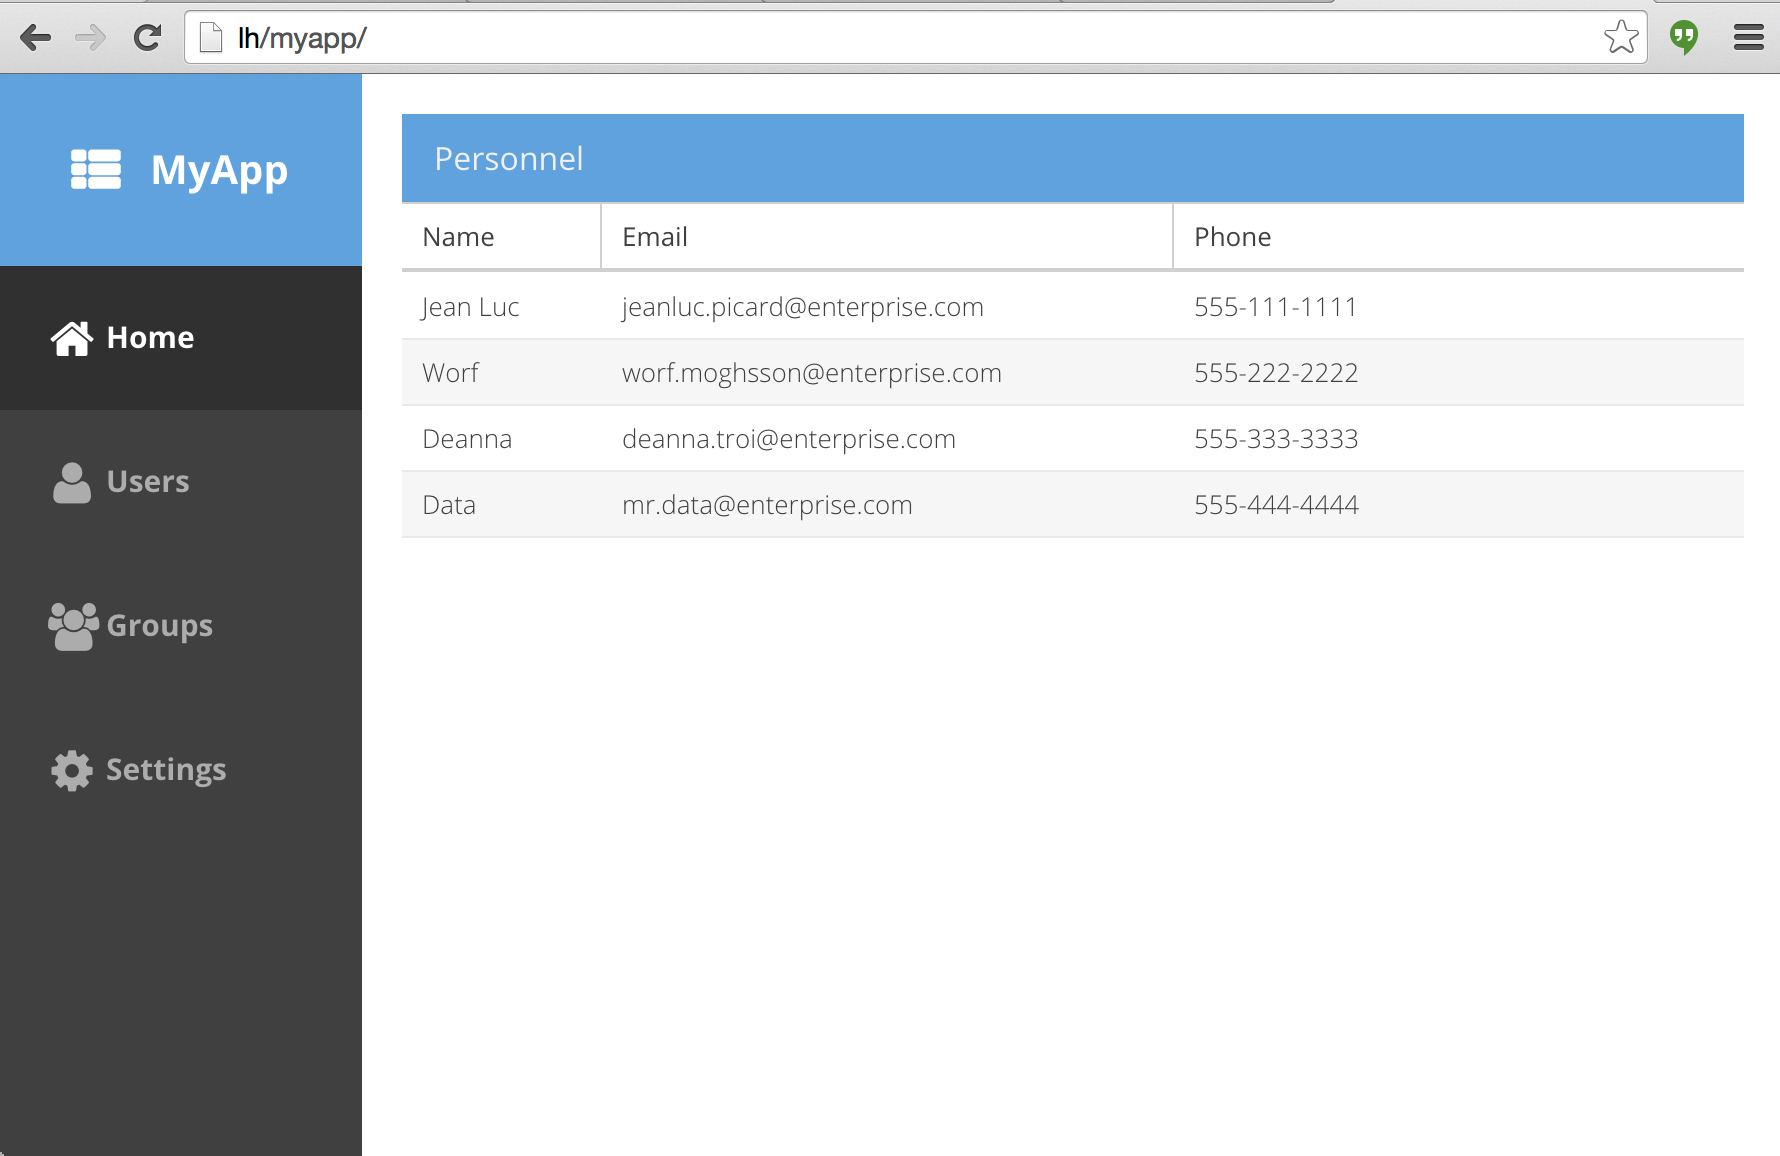 lh/myapp/
MyApp
Home
Users
Groups
Settings
Personnel
Name Email Phone
Jean Luc jeanluc.picard@enterprise.com 555-111-1111
Worf worf.moghsson@enterprise.com 555-222-2222
Deanna deanna.troi@enterprise.com 555-333-3333
Data mr.data@enterprise.com 555-444-4444